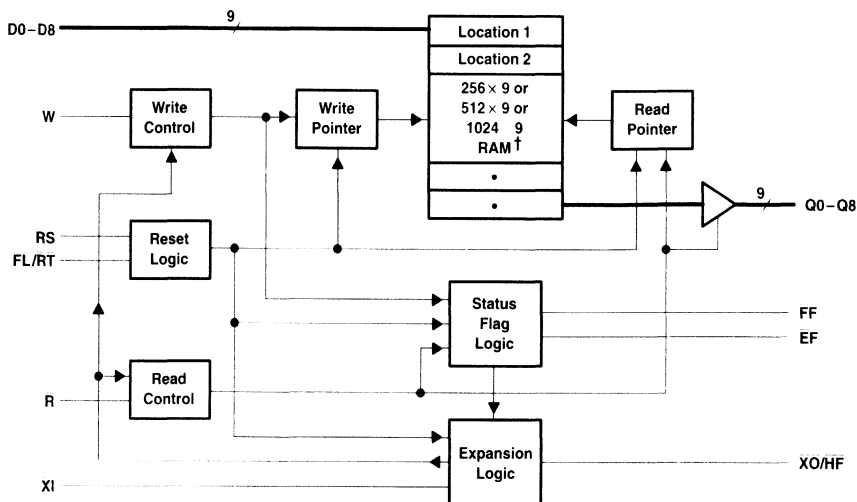 D0–D8
9
Location 1
Location 2
256 × 9 or
512 × 9 or
1024 9
RAM†
•
•
W
Write
Control
Write
Pointer
Read
Pointer
9
Q0–Q8
RS
FL/RT
Reset
Logic
Status
Flag
Logic
FF
EF
R
Read
Control
Expansion
Logic
XO/HF
XI